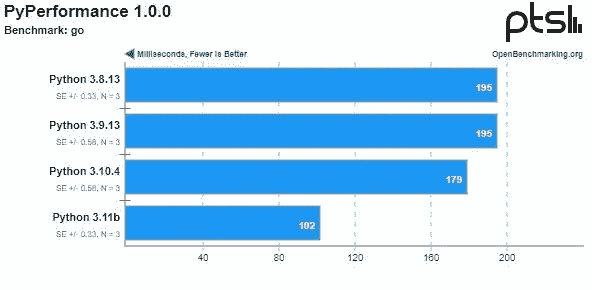 PyPerformance 1.0.0
Benchmark: go
pts
Milliseconds, Fewer Is Better
OpenBenchmarking.org
Python 3.8.13
SE +/- 0.33, N = 3
195
Python 3.9.13
SE +/- 0.58, N = 3
195
Python 3.10.4
SE +/- 0.58, N = 3
179
Python 3.11b
SE +/- 0.33, N = 3
102
40 80 120 160 200